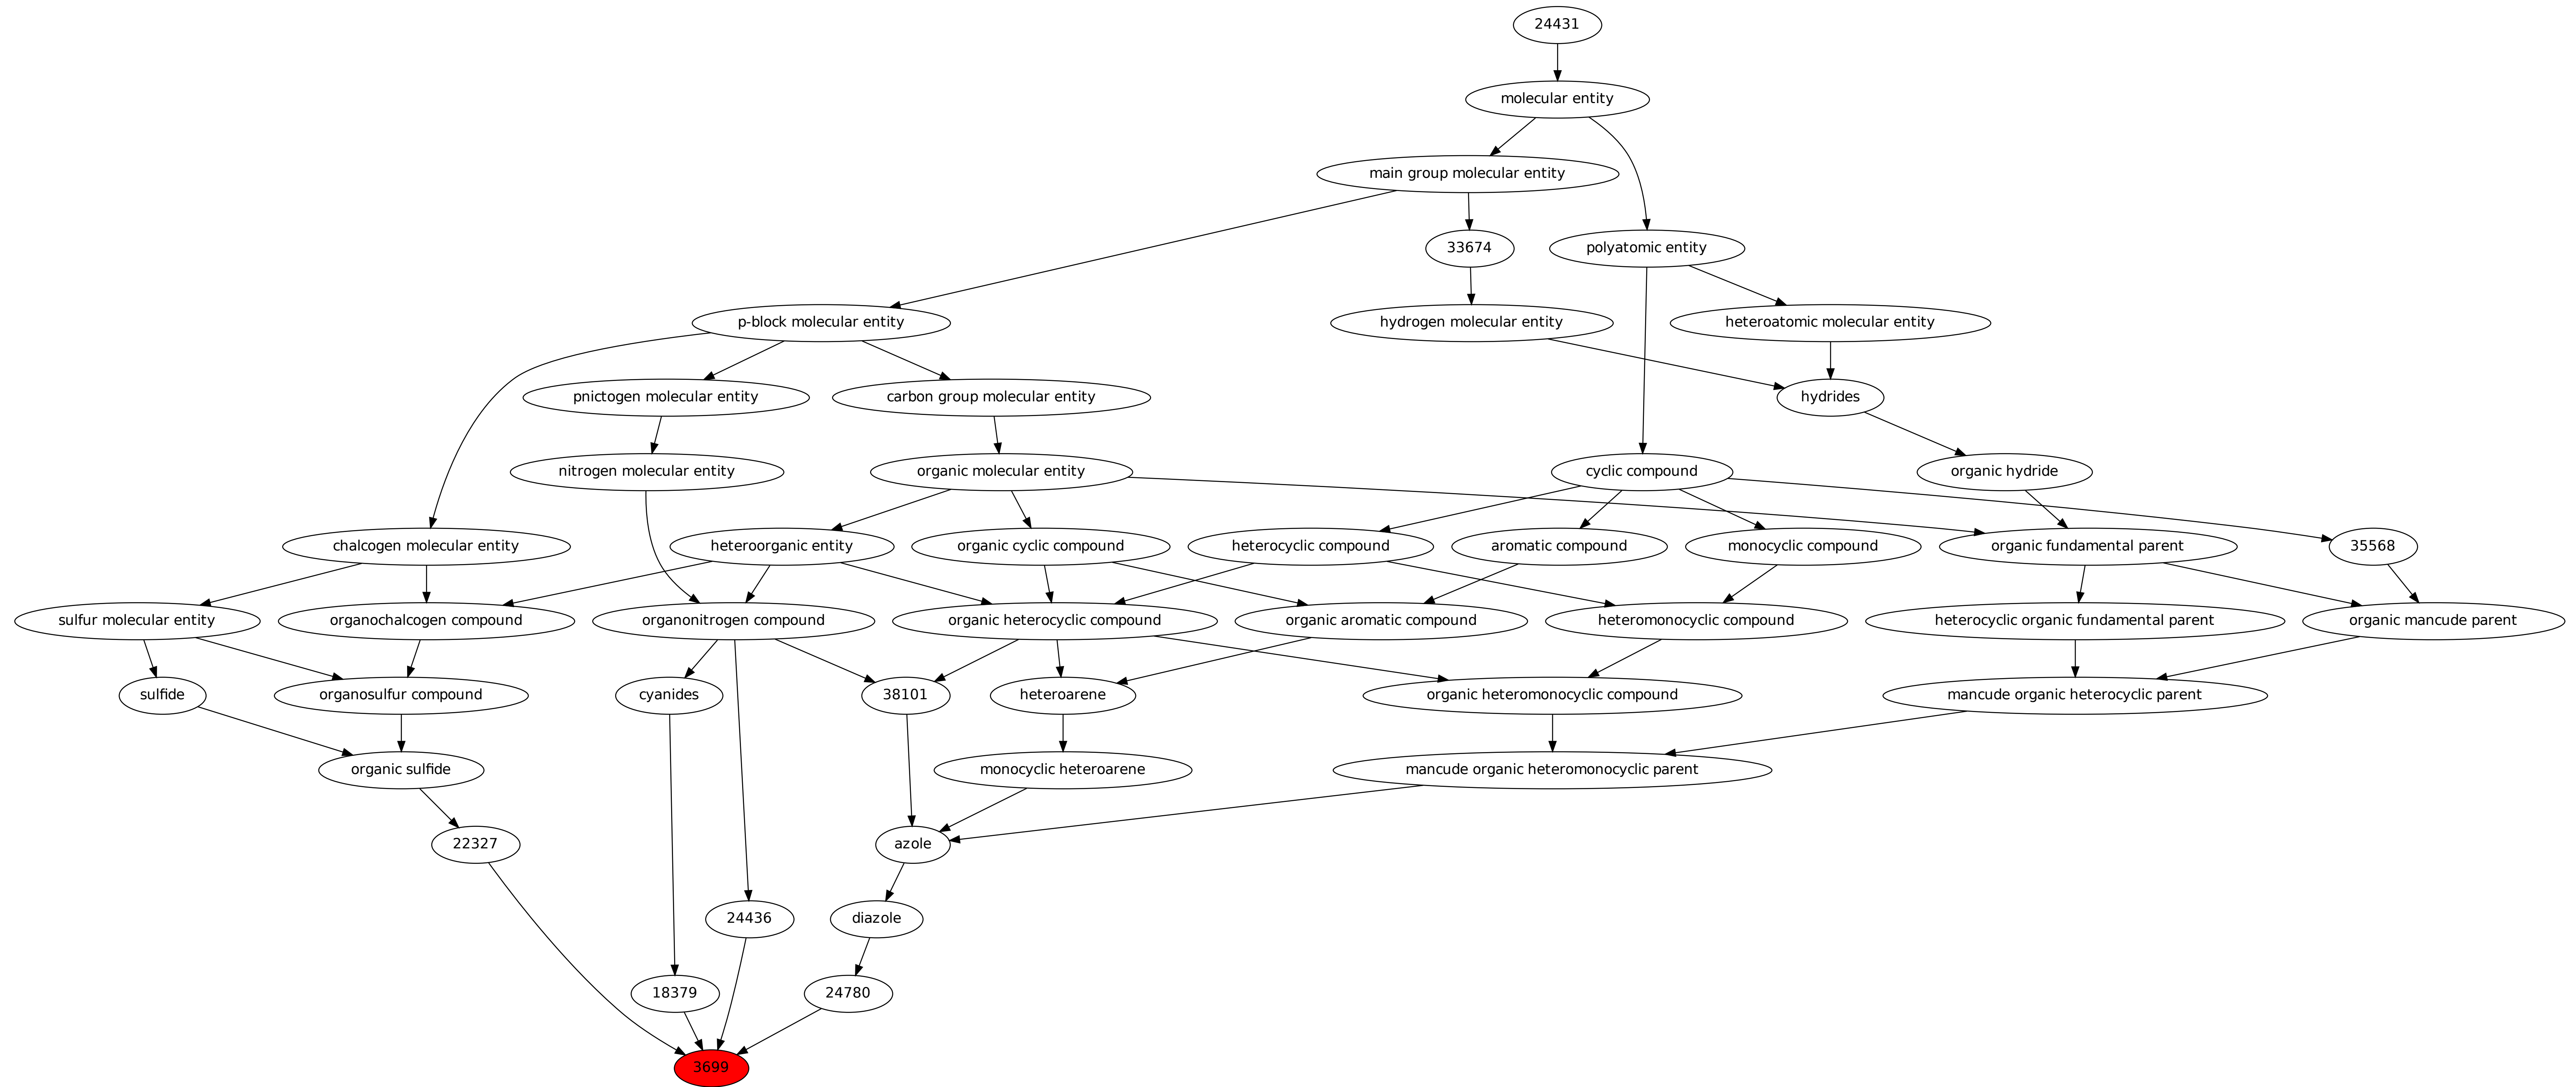 24431
molecular entity
main group molecular entity
33674
polyatomic entity
p-block molecular entity
hydrogen molecular entity
heteroatomic molecular entity
pnictogen molecular entity
carbon group molecular entity
hydrides
nitrogen molecular entity
organic molecular entity
cyclic compound
organic hydride
chalcogen molecular entity
heteroorganic entity
organic cyclic compound
heterocyclic compound
aromatic compound
monocyclic compound
organic fundamental parent
35568
sulfur molecular entity
organochalcogen compound
organonitrogen compound
organic heterocyclic compound
organic aromatic compound
heteromonocyclic compound
heterocyclic organic fundamental parent
organic mancude parent
sulfide
organosulfur compound
cyanides
38101
heteroarene
organic heteromonocyclic compound
mancude organic heterocyclic parent
organic sulfide
monocyclic heteroarene
mancude organic heteromonocyclic parent
22327
azole
24436
diazole
18379
24780
3699